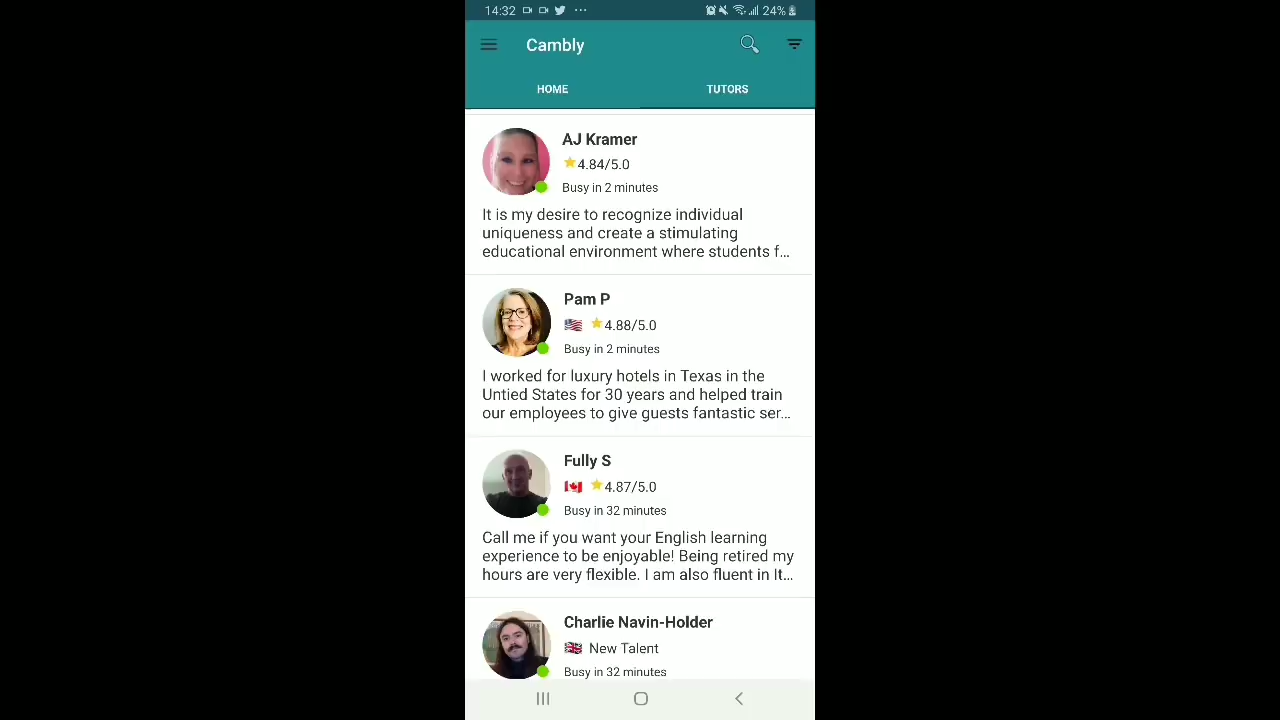 14:32 ... 24%
Cambly
HOME TUTORS
AJ Kramer
4.84/5.0
Busy in 2 minutes
It is my desire to recognize individual
uniqueness and create a stimulating
educational environment where students f...
Pam P
4.88/5.0
Busy in 2 minutes
I worked for luxury hotels in Texas in the
Untied States for 30 years and helped train
our employees to give guests fantastic ser...
Fully S
4.87/5.0
Busy in 32 minutes
Call me if you want your English learning
experience to be enjoyable! Being retired my
hours are very flexible. I am also fluent in It...
Charlie Navin-Holder
New Talent
Busy in 32 minutes